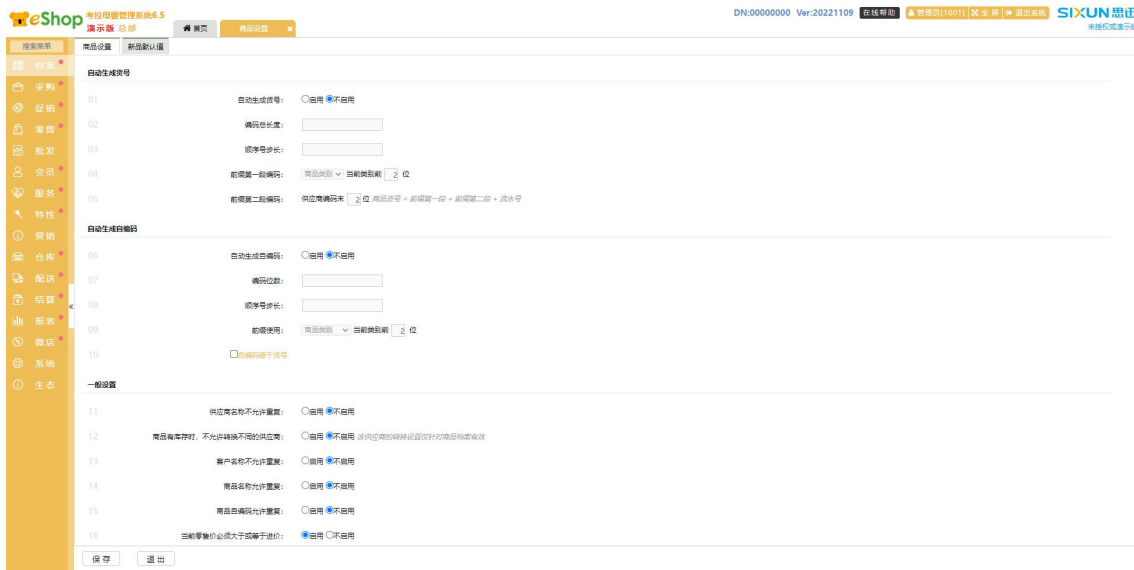 eShop 考拉母婴管理系统6.5
演示版 总部
首页
商品设置 ×
DN:00000000 Ver:20221109 在线帮助 管理员[1001] 全 屏 退出系统
SIXUN 思迅
未授权或演示版
搜索菜单
档案
采购
促销
零售
批发
会员
服务
特性
营销
仓库
配送
结算
报表
微店
系统
生态
商品设置 新品默认值
自动生成货号
01 自动生成货号: 启用 不启用
02 编码总长度:
03 顺序号步长:
04 前缀第一段编码: 商品类别 当前类别前 2 位
05 前缀第二段编码: 供应商编码末 2 位 商品货号 = 前缀第一段 + 前缀第二段 + 流水号
自动生成自编码
06 自动生成自编码: 启用 不启用
07 编码位数:
08 顺序号步长:
09 前缀使用: 商品类别 当前类别前 2 位
10 自编码等于货号
一般设置
11 供应商名称不允许重复: 启用 不启用
12 商品有库存时，不允许转换不同的供应商: 启用 不启用 该供应商的转换设置仅针对商品档案有效
13 客户名称不允许重复: 启用 不启用
14 商品名称允许重复: 启用 不启用
15 商品自编码允许重复: 启用 不启用
16 当前零售价必须大于或等于进价: 启用 不启用
保 存 退 出